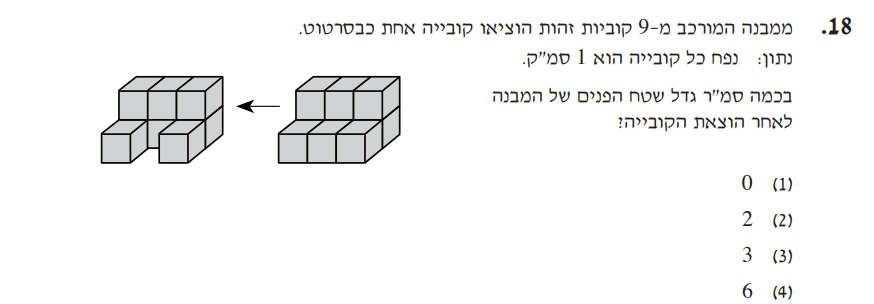 18. ממבנה המורכב מ-9 קוביות זהות הוציאו קובייה אחת כבסרטוט.
נתון: נפח כל קובייה הוא 1 סמ"ק.
בכמה סמ"ר גדל שטח הפנים של המבנה
לאחר הוצאת הקובייה?
(1) 0
(2) 2
(3) 3
(4) 6